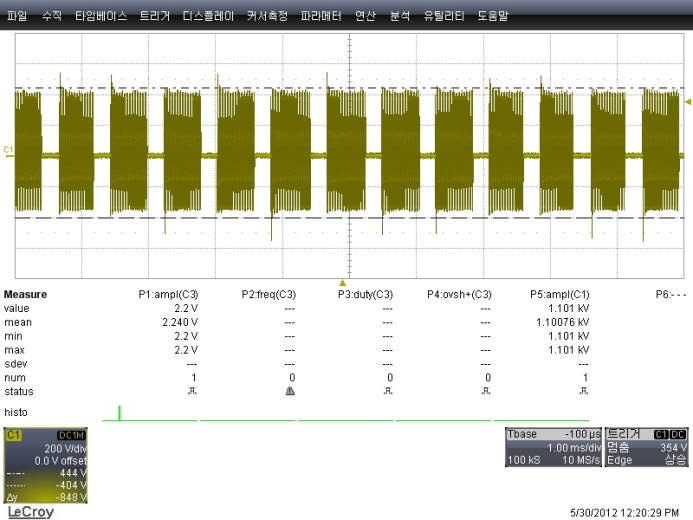 파일 수직 타임베이스 트리거 디스플레이 커서측정 파라메터 연산 분석 유틸리티 도움말
C1
Measure P1:ampl(C3) P2:freq(C3) P3:duty(C3) P4:ovsh+(C3) P5:ampl(C1) P6:- - -
value 2.2 V --- --- --- 1.101 kV
mean 2.240 V --- --- --- 1.10076 kV
min 2.2 V --- --- --- 1.101 kV
max 2.2 V --- --- --- 1.101 kV
sdev --- --- --- --- ---
num 1 0 0 0 1
status
histo
C1 DC1M
200 V/div
0.0 V offset
444 V
-404 V
Δy -848 V
Tbase -100 µs
1.00 ms/div
100 kS 10 MS/s
트리거 C1 DC
멈춤 354 V
Edge 상승
LeCroy
5/30/2012 12:20:29 PM